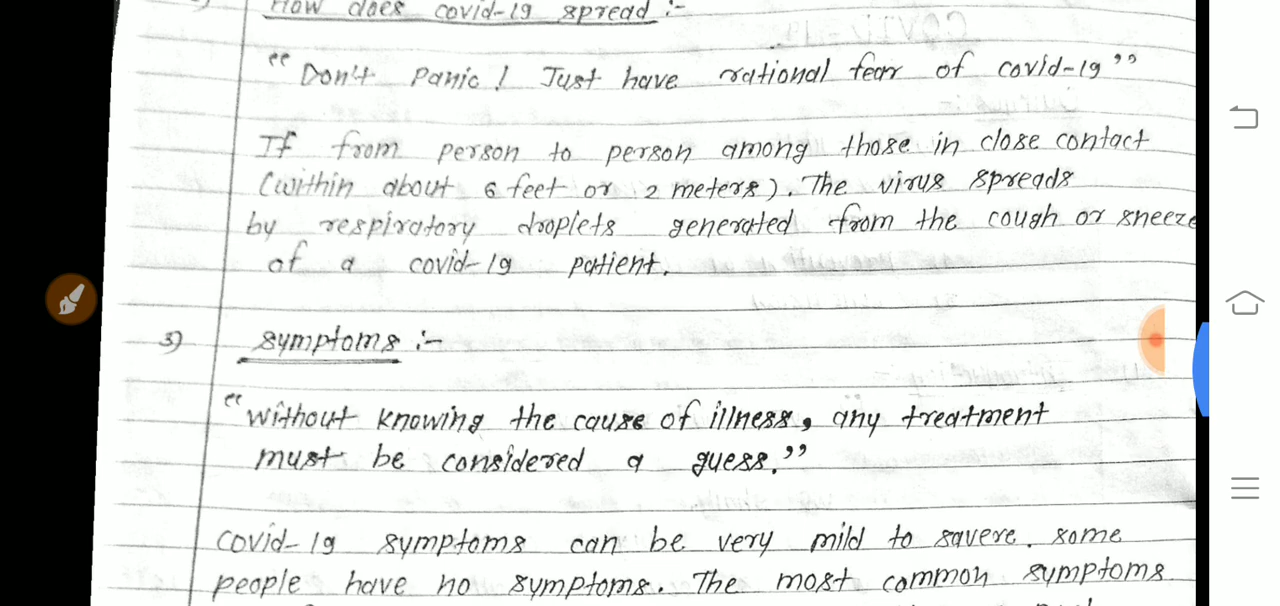 How does covid-19 spread :-
"Don't Panic! Just have rational fear of covid-19"
If from person to person among those in close contact
(within about 6 feet or 2 meters). The virus spreads
by respiratory droplets generated from the cough or sneeze
of a covid-19 patient.
3) symptoms :-
"without knowing the cause of illness, any treatment
must be considered a guess."
covid-19 symptoms can be very mild to savere. some
people have no symptoms. The most common symptoms